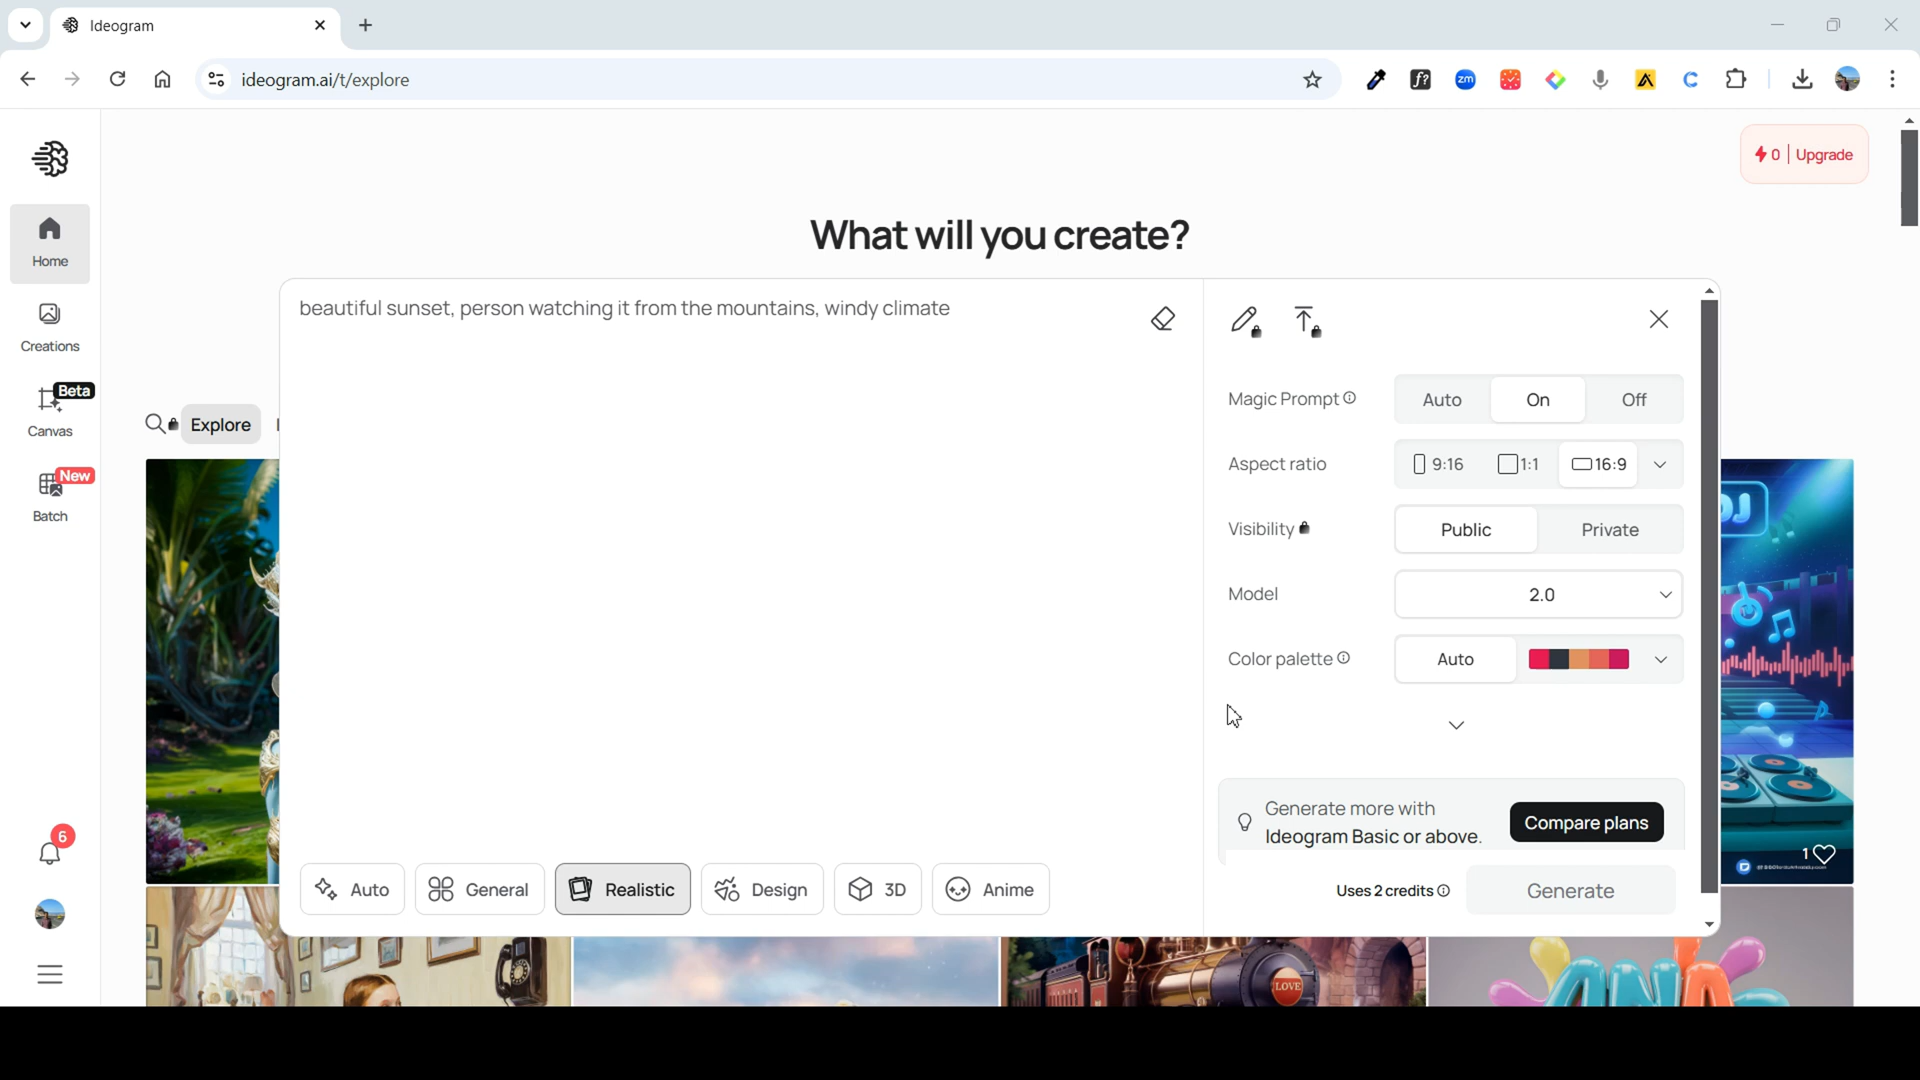 Ideogram
ideogram.ai/t/explore
f?
zm
C
0 | Upgrade
Home
What will you create?
beautiful sunset, person watching it from the mountains, windy climate
Creations
Magic Prompt
Auto
On
Off
Beta
Canvas
Explore
Aspect ratio
9:16
1:1
16:9
New
Batch
Visibility
Public
Private
DJ
Model
2.0
Color palette
Auto
Generate more with
Ideogram Basic or above.
Compare plans
6
1
Auto
General
Realistic
Design
3D
Anime
Uses 2 credits
Generate
LOVE
ANA